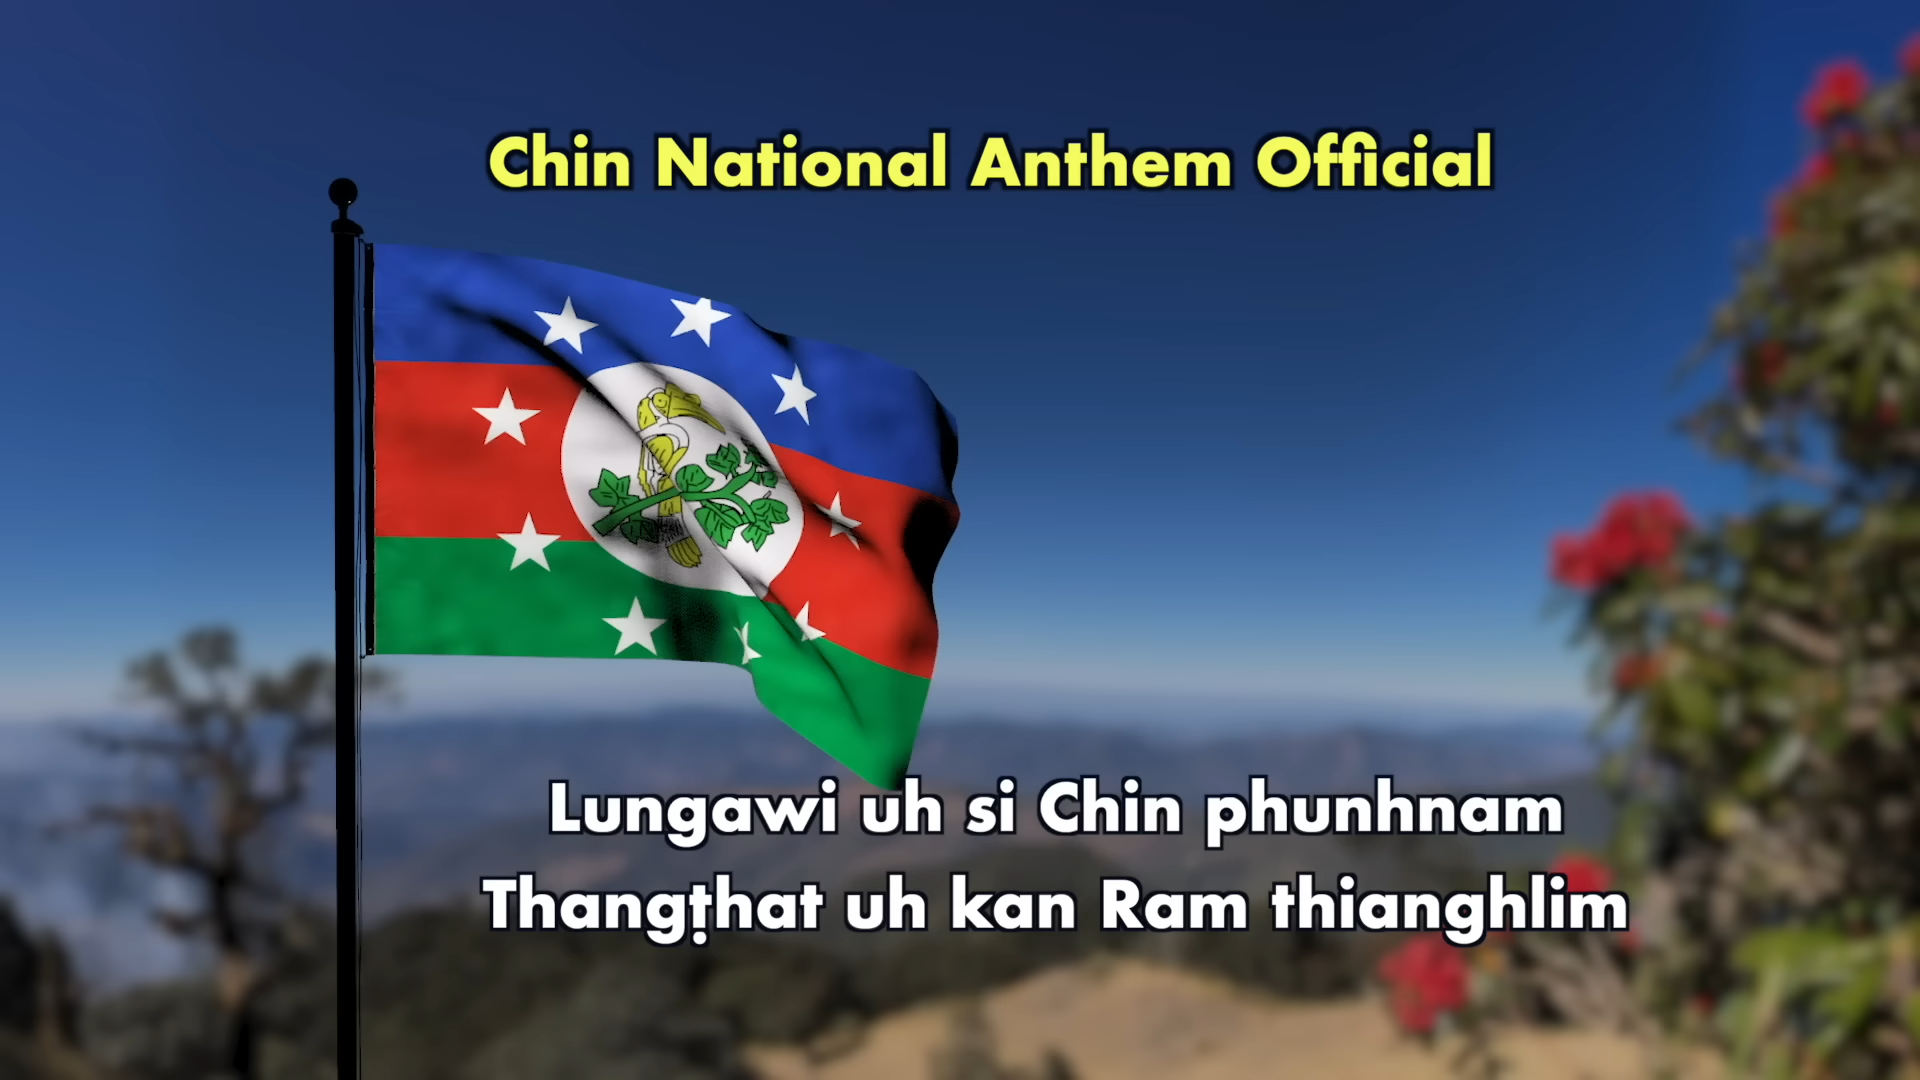 Chin National Anthem Official
Lungawi uh si Chin phunhnam
Thangṭhat uh kan Ram thianghlim